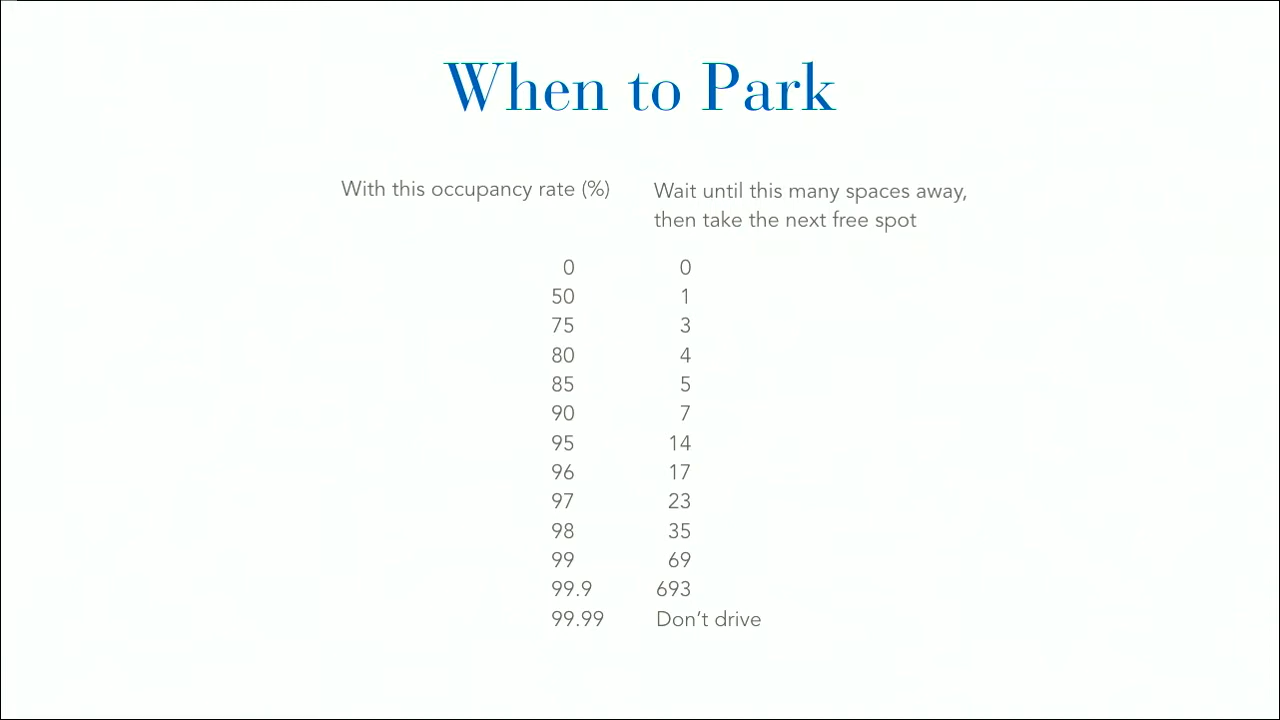 When to Park
With this occupancy rate (%)
Wait until this many spaces away,
then take the next free spot
0 0
50 1
75 3
80 4
85 5
90 7
95 14
96 17
97 23
98 35
99 69
99.9 693
99.99 Don’t drive